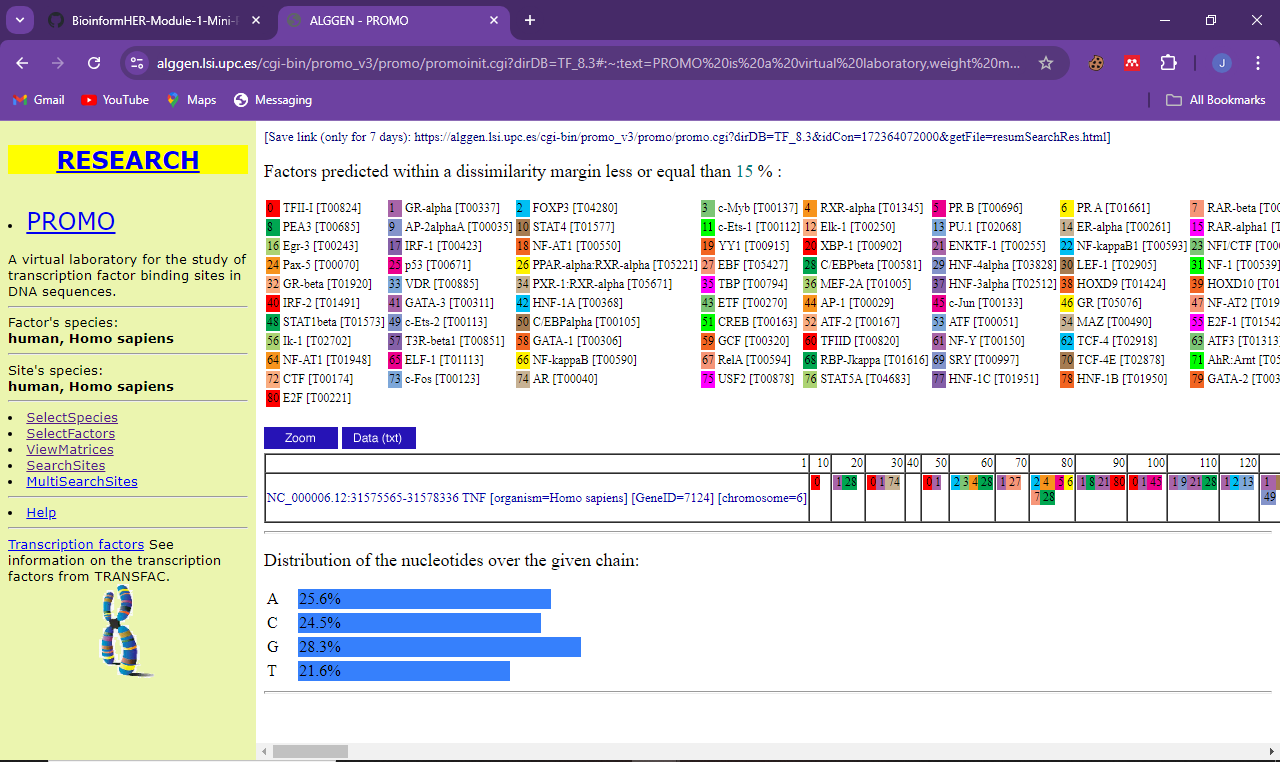 BioinformHER-Module-1-Mini-
ALGGEN - PROMO
alggen.lsi.upc.es/cgi-bin/promo_v3/promo/promoinit.cgi?dirDB=TF_8.3#:~:text=PROMO%20is%20a%20virtual%20laboratory,weight%20m...
J
Gmail YouTube Maps Messaging All Bookmarks
RESEARCH
PROMO
A virtual laboratory for the study of
transcription factor binding sites in
DNA sequences.
Factor's species:
human, Homo sapiens
Site's species:
human, Homo sapiens
SelectSpecies
SelectFactors
ViewMatrices
SearchSites
MultiSearchSites
Help
Transcription factors See
information on the transcription
factors from TRANSFAC.
[Save link (only for 7 days): https://alggen.lsi.upc.es/cgi-bin/promo_v3/promo/promo.cgi?dirDB=TF_8.3&idCon=172364072000&getFile=resumSearchRes.html]
Factors predicted within a dissimilarity margin less or equal than 15 % :
0 TFII-I [T00824] 1 GR-alpha [T00337] 2 FOXP3 [T04280] 3 c-Myb [T00137] 4 RXR-alpha [T01345] 5 PR B [T00696] 6 PR A [T01661] 7 RAR-beta [T00
8 PEA3 [T00685] 9 AP-2alphaA [T00035] 10 STAT4 [T01577] 11 c-Ets-1 [T00112] 12 Elk-1 [T00250] 13 PU.1 [T02068] 14 ER-alpha [T00261] 15 RAR-alpha1 [T
16 Egr-3 [T00243] 17 IRF-1 [T00423] 18 NF-AT1 [T00550] 19 YY1 [T00915] 20 XBP-1 [T00902] 21 ENKTF-1 [T00255] 22 NF-kappaB1 [T00593] 23 NFI/CTF [T00
24 Pax-5 [T00070] 25 p53 [T00671] 26 PPAR-alpha:RXR-alpha [T05221] 27 EBF [T05427] 28 C/EBPbeta [T00581] 29 HNF-4alpha [T03828] 30 LEF-1 [T02905] 31 NF-1 [T00539]
32 GR-beta [T01920] 33 VDR [T00885] 34 PXR-1:RXR-alpha [T05671] 35 TBP [T00794] 36 MEF-2A [T01005] 37 HNF-3alpha [T02512] 38 HOXD9 [T01424] 39 HOXD10 [T01
40 IRF-2 [T01491] 41 GATA-3 [T00311] 42 HNF-1A [T00368] 43 ETF [T00270] 44 AP-1 [T00029] 45 c-Jun [T00133] 46 GR [T05076] 47 NF-AT2 [T019
48 STAT1beta [T01573] 49 c-Ets-2 [T00113] 50 C/EBPalpha [T00105] 51 CREB [T00163] 52 ATF-2 [T00167] 53 ATF [T00051] 54 MAZ [T00490] 55 E2F-1 [T01542
56 Ik-1 [T02702] 57 T3R-beta1 [T00851] 58 GATA-1 [T00306] 59 GCF [T00320] 60 TFIID [T00820] 61 NF-Y [T00150] 62 TCF-4 [T02918] 63 ATF3 [T01313]
64 NF-AT1 [T01948] 65 ELF-1 [T01113] 66 NF-kappaB [T00590] 67 RelA [T00594] 68 RBP-Jkappa [T01616] 69 SRY [T00997] 70 TCF-4E [T02878] 71 AhR:Arnt [T05
72 CTF [T00174] 73 c-Fos [T00123] 74 AR [T00040] 75 USF2 [T00878] 76 STAT5A [T04683] 77 HNF-1C [T01951] 78 HNF-1B [T01950] 79 GATA-2 [T003
80 E2F [T00221]
Zoom Data (txt)
1 10 20 30 40 50 60 70 80 90 100 110 120
NC_000006.12:31575565-31578336 TNF [organism=Homo sapiens] [GeneID=7124] [chromosome=6] 0 1 28 0 1 74 0 1 2 3 4 28 1 27 2 4 5 6 1 8 21 80 0 1 45 1 9 21 28 1 2 13 1
7 28 49
Distribution of the nucleotides over the given chain:
A 25.6%
C 24.5%
G 28.3%
T 21.6%